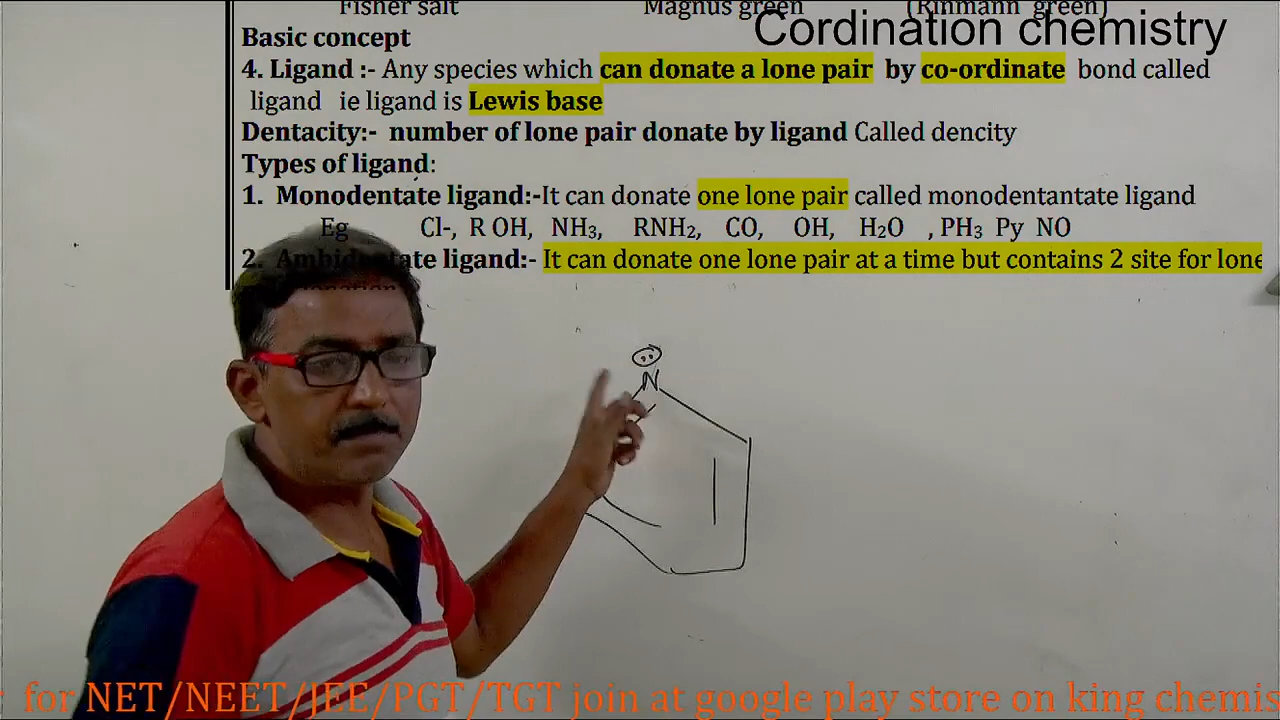 Fisher salt Magnus green (Rinmann green)
Cordination chemistry
Basic concept
4. Ligand :- Any species which can donate a lone pair by co-ordinate bond called
ligand ie ligand is Lewis base
Dentacity:- number of lone pair donate by ligand Called dencity
Types of ligand:
1. Monodentate ligand:-It can donate one lone pair called monodentantate ligand
Eg Cl-, R OH, NH₃, RNH₂, CO, OH, H₂O , PH₃ Py NO
2. Ambidentate ligand:- It can donate one lone pair at a time but contains 2 site for lone
N
for NET/NEET/JEE/PGT/TGT join at google play store on king chemis